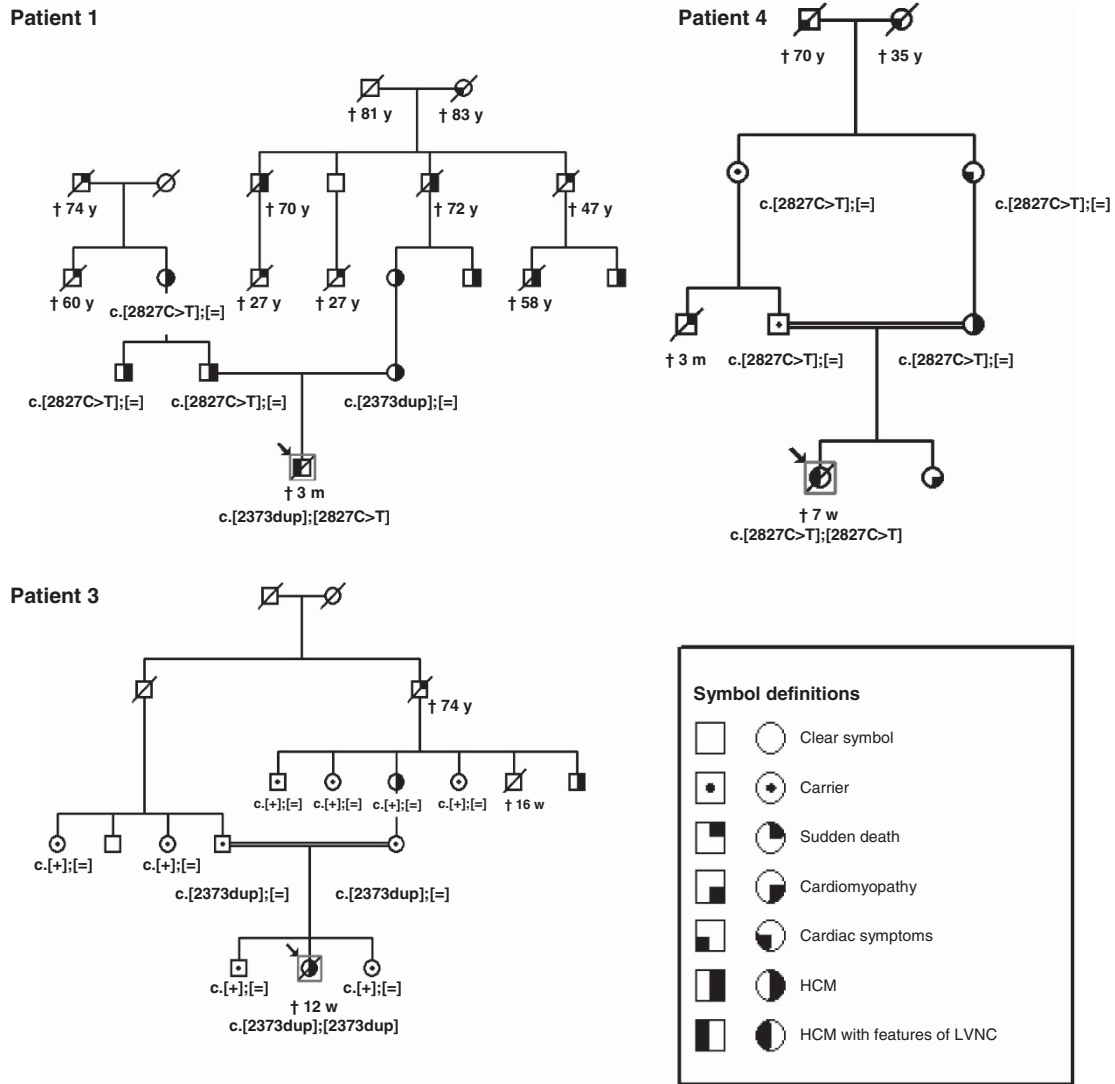 Patient 1
† 81 y † 83 y
† 74 y † 70 y † 72 y † 47 y
† 60 y c.[2827C>T];[=] † 27 y † 27 y † 58 y
c.[2827C>T];[=] c.[2827C>T];[=] c.[2373dup];[=]
† 3 m
c.[2373dup];[2827C>T]
Patient 4
† 70 y † 35 y
c.[2827C>T];[=] c.[2827C>T];[=]
† 3 m c.[2827C>T];[=] c.[2827C>T];[=]
† 7 w
c.[2827C>T];[2827C>T]
Patient 3
† 74 y
c.[+];[=] c.[+];[=] c.[+];[=] c.[+];[=] † 16 w
c.[+];[=] c.[+];[=]
c.[2373dup];[=] c.[2373dup];[=]
c.[+];[=] c.[+];[=]
† 12 w
c.[2373dup];[2373dup]
Symbol definitions
Clear symbol
Carrier
Sudden death
Cardiomyopathy
Cardiac symptoms
HCM
HCM with features of LVNC